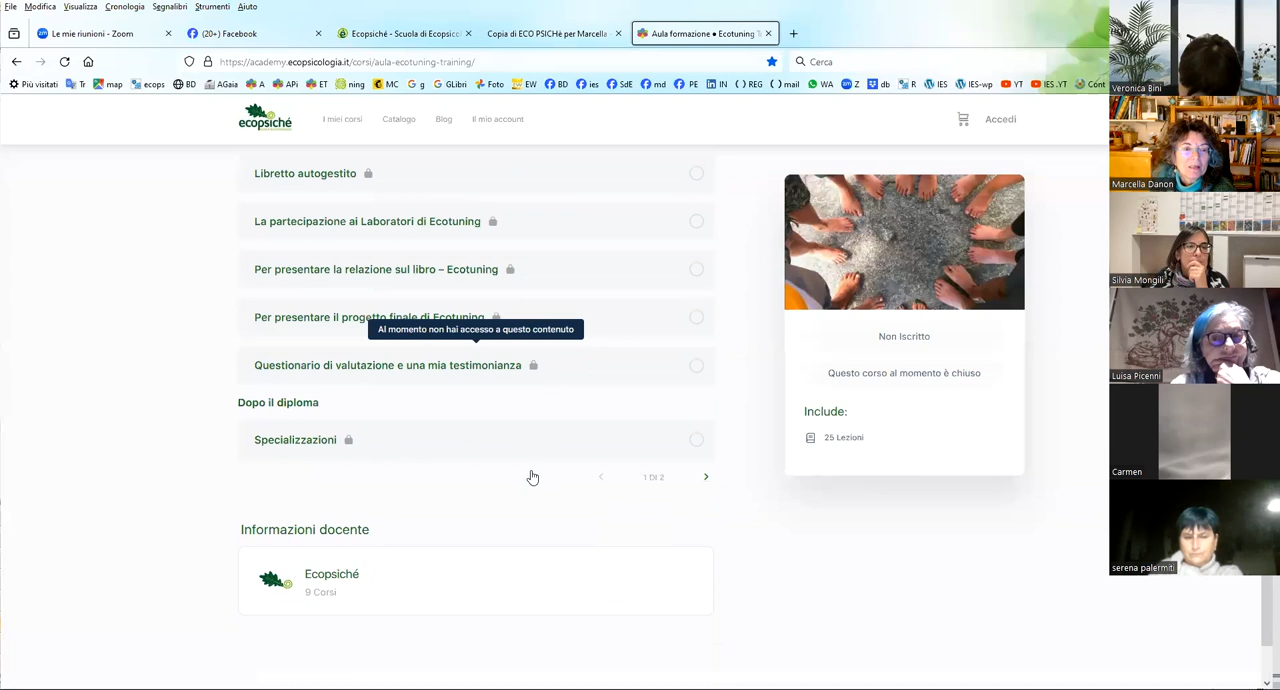 File Modifica Visualizza Cronologia Segnalibri Strumenti Aiuto
Le mie riunioni - Zoom
(20+) Facebook
Ecopsiché - Scuola di Ecopsicol
Copia di ECO PSICHé per Marcella
Aula formazione • Ecotuning T
https://academy.ecopsicologia.it/corsi/aula-ecotuning-training/
Cerca
Più visitati Tr map ecops BD AGaia A APi ET ning MC g GLibri Foto EW BD ies SdE md PE IN ( ) REG ( ) mail WA Z db R IES IES-wp YT IES .YT Cont
ecopsiché
I miei corsi Catalogo Blog Il mio account
Accedi
Libretto autogestito
La partecipazione ai Laboratori di Ecotuning
Per presentare la relazione sul libro – Ecotuning
Per presentare il progetto finale di Ecotuning
Al momento non hai accesso a questo contenuto
Questionario di valutazione e una mia testimonianza
Dopo il diploma
Specializzazioni
1 DI 2
Informazioni docente
Ecopsiché
9 Corsi
Non Iscritto
Questo corso al momento è chiuso
Include:
25 Lezioni
Veronica Bini
Marcella Danon
Silvia Mongili
Luisa Picenni
Carmen
serena palermiti